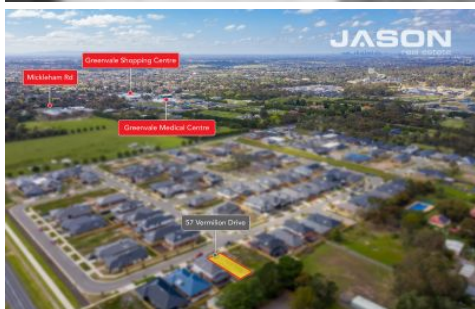 JASON
real estate
Greenvale Shopping Centre
Mickleham Rd
Greenvale Medical Centre
57 Vermilion Drive